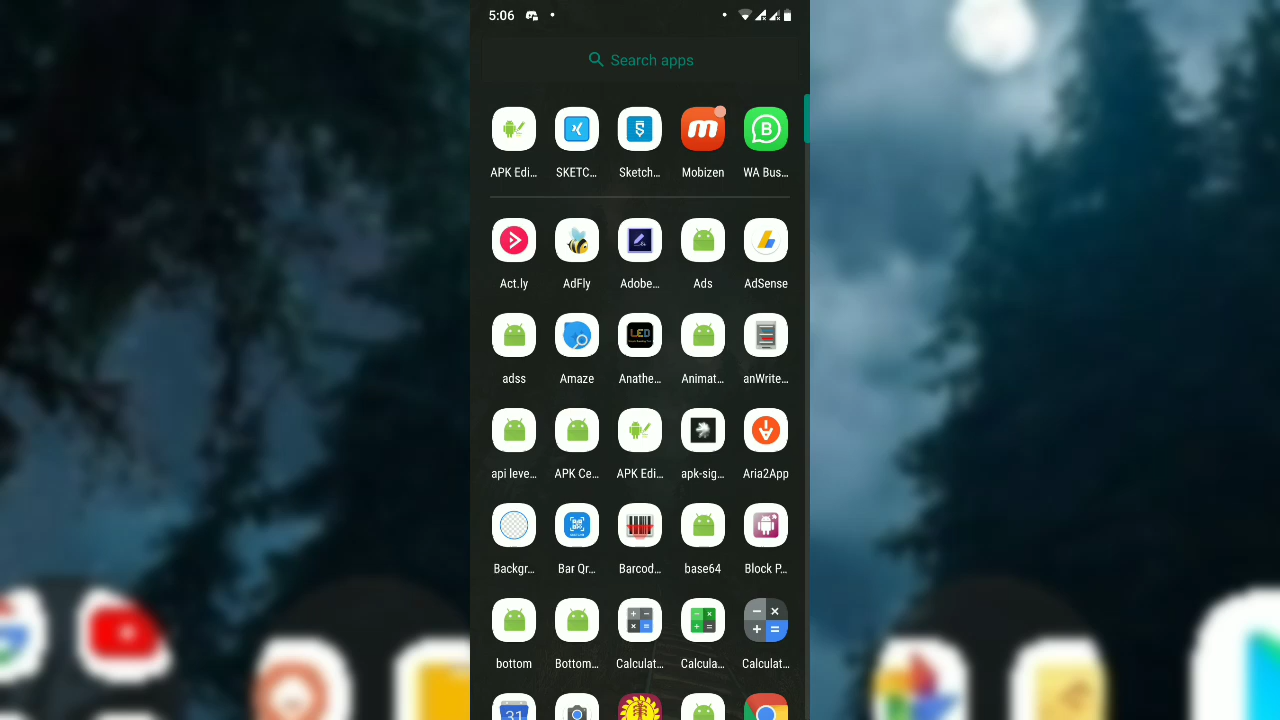 5:06
Search apps
APK Edi... SKETC... Sketch... Mobizen WA Bus...
Act.ly AdFly Adobe... Ads AdSense
LED
adss Amaze Anathe... Animat... anWrite...
api leve... APK Ce... APK Edi... apk-sig... Aria2App
Backgr... Bar Qr... Barcod... base64 Block P...
bottom Bottom... Calculat... Calcula... Calculat...
31